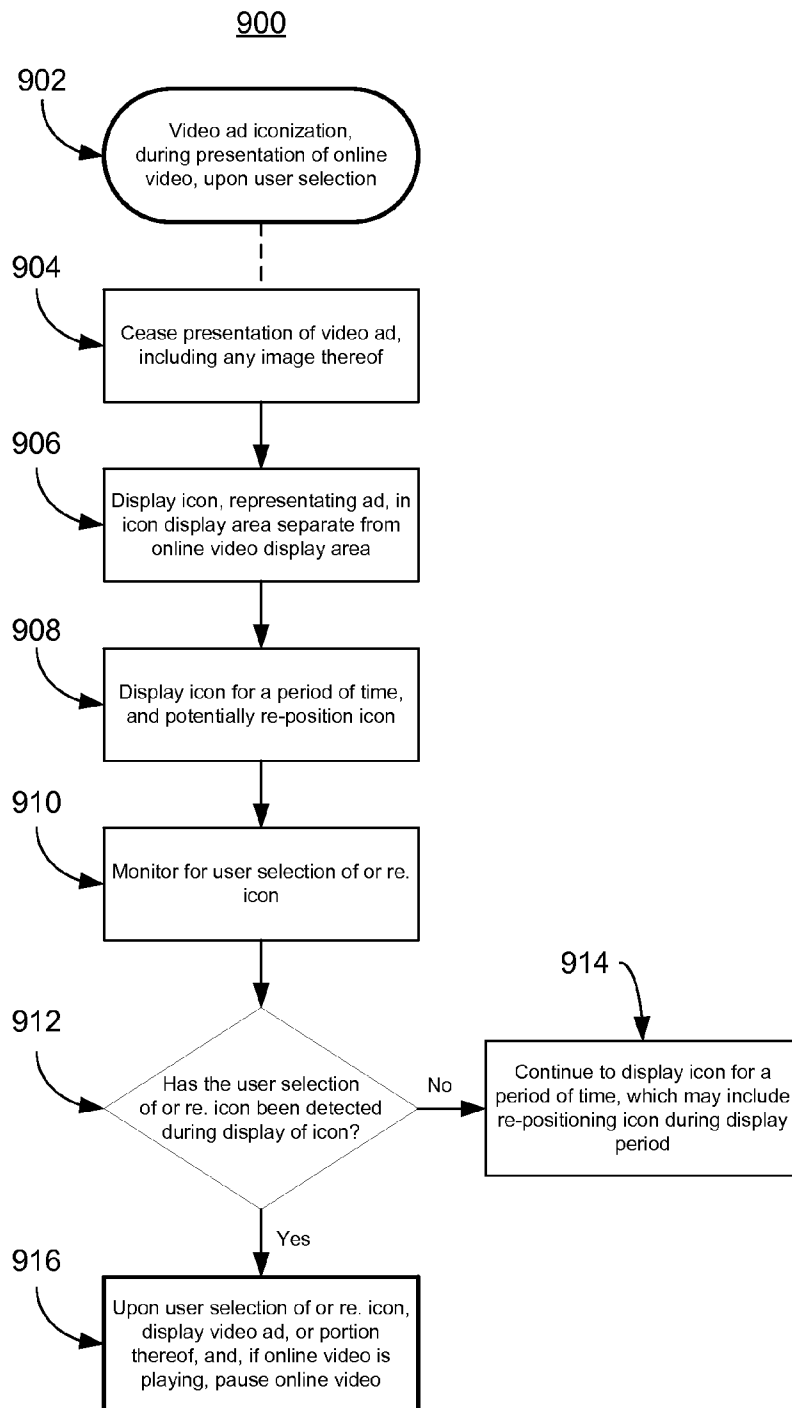 900
902
Video ad iconization,
during presentation of online
video, upon user selection
904
Cease presentation of video ad,
including any image thereof
906
Display icon, representating ad, in
icon display area separate from
online video display area
908
Display icon for a period of time,
and potentially re-position icon
910
Monitor for user selection of or re.
icon
912
Has the user selection
of or re. icon been detected
during display of icon?
No
914
Continue to display icon for a
period of time, which may include
re-positioning icon during display
period
Yes
916
Upon user selection of or re. icon,
display video ad, or portion
thereof, and, if online video is
playing, pause online video